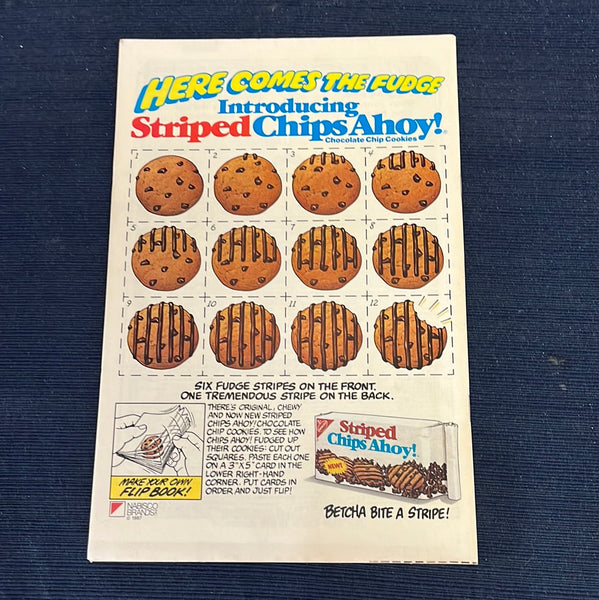 HERE COMES THE FUDGE
Introducing
Striped Chips Ahoy!®
Chocolate Chip Cookies
1 2 3 4
5 6 7 8
9 10 11 12
SIX FUDGE STRIPES ON THE FRONT.
ONE TREMENDOUS STRIPE ON THE BACK.
THERE'S ORIGINAL, CHEWY
AND NOW NEW STRIPED
CHIPS AHOY! CHOCOLATE
CHIP COOKIES. TO SEE HOW
CHIPS AHOY! FUDGED UP
THEIR COOKIES: CUT OUT
SQUARES. PASTE EACH ONE
ON A 3"X5" CARD IN THE
LOWER RIGHT-HAND
CORNER. PUT CARDS IN
ORDER AND JUST FLIP!
MAKE YOUR OWN
FLIP BOOK!
NABISCO
BRANDS
© 1987
Striped
Chips Ahoy!
NEW!
BETCHA BITE A STRIPE!